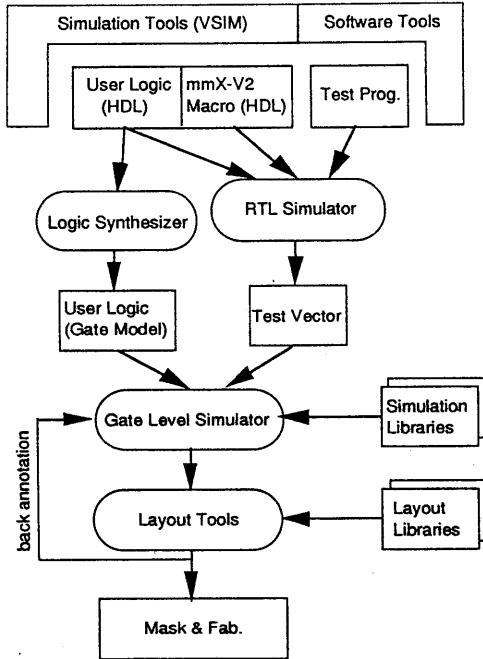 Simulation Tools (VSIM)
Software Tools
User Logic
(HDL)
mmX-V2
Macro (HDL)
Test Prog.
Logic Synthesizer
RTL Simulator
User Logic
(Gate Model)
Test Vector
Gate Level Simulator
Simulation
Libraries
back annotation
Layout Tools
Layout
Libraries
Mask & Fab.